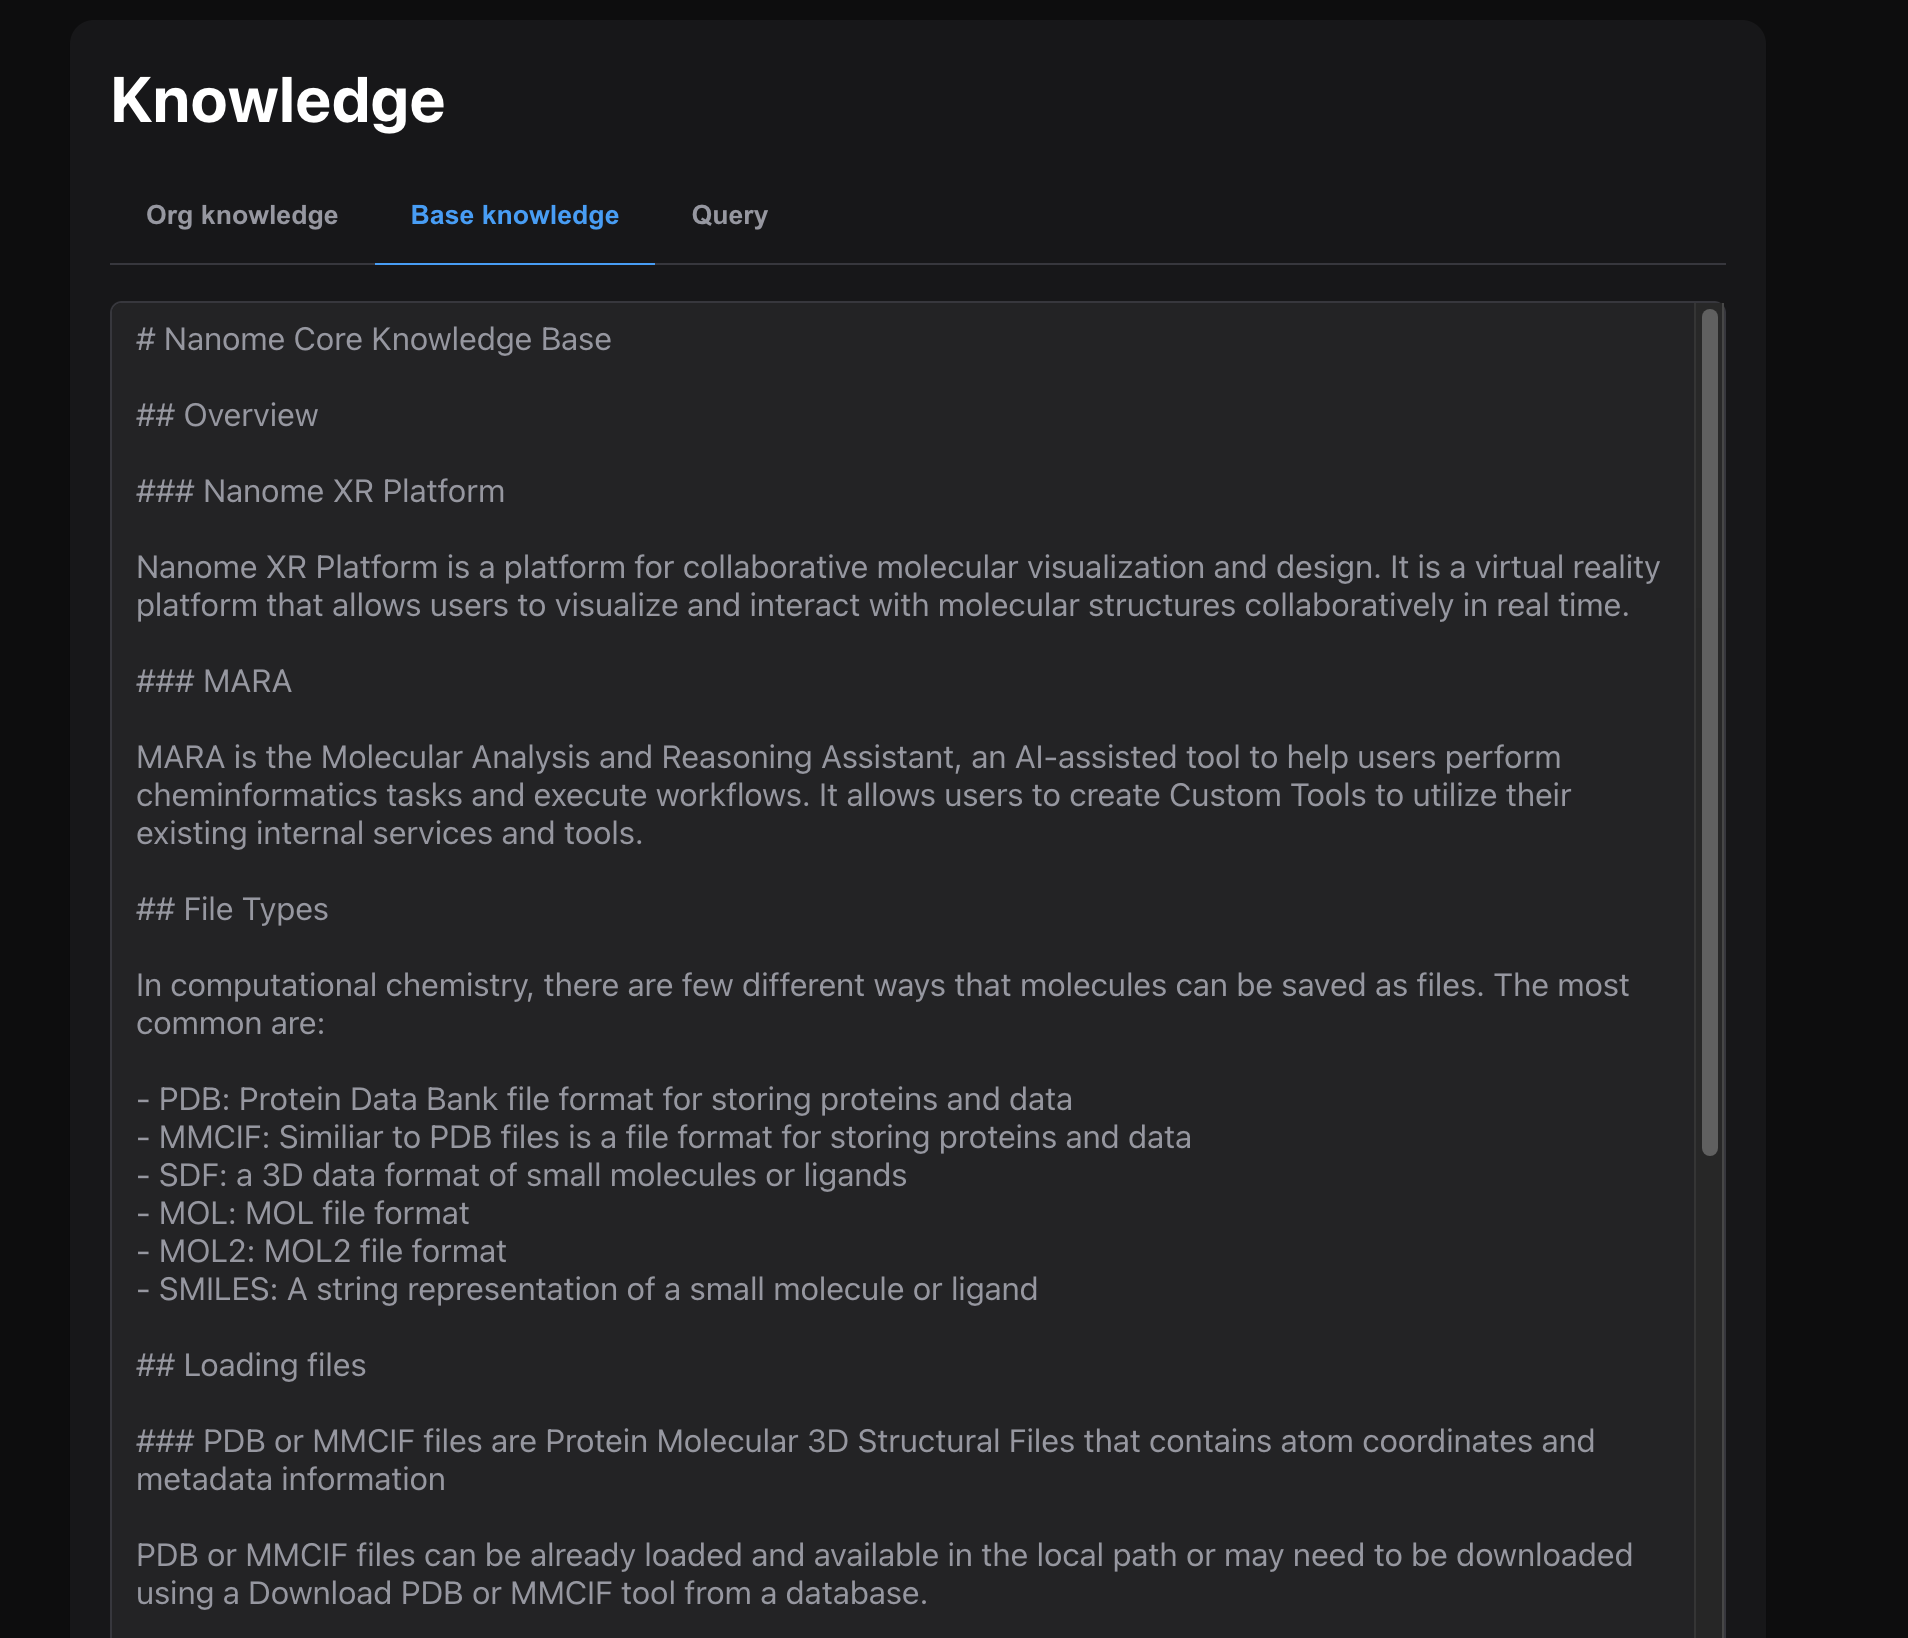 Knowledge
Org knowledge
Base knowledge
Query
# Nanome Core Knowledge Base
## Overview
### Nanome XR Platform
Nanome XR Platform is a platform for collaborative molecular visualization and design. It is a virtual reality
platform that allows users to visualize and interact with molecular structures collaboratively in real time.
### MARA
MARA is the Molecular Analysis and Reasoning Assistant, an AI-assisted tool to help users perform
cheminformatics tasks and execute workflows. It allows users to create Custom Tools to utilize their
existing internal services and tools.
## File Types
In computational chemistry, there are few different ways that molecules can be saved as files. The most
common are:
- PDB: Protein Data Bank file format for storing proteins and data
- MMCIF: Similiar to PDB files is a file format for storing proteins and data
- SDF: a 3D data format of small molecules or ligands
- MOL: MOL file format
- MOL2: MOL2 file format
- SMILES: A string representation of a small molecule or ligand
## Loading files
### PDB or MMCIF files are Protein Molecular 3D Structural Files that contains atom coordinates and
metadata information
PDB or MMCIF files can be already loaded and available in the local path or may need to be downloaded
using a Download PDB or MMCIF tool from a database.